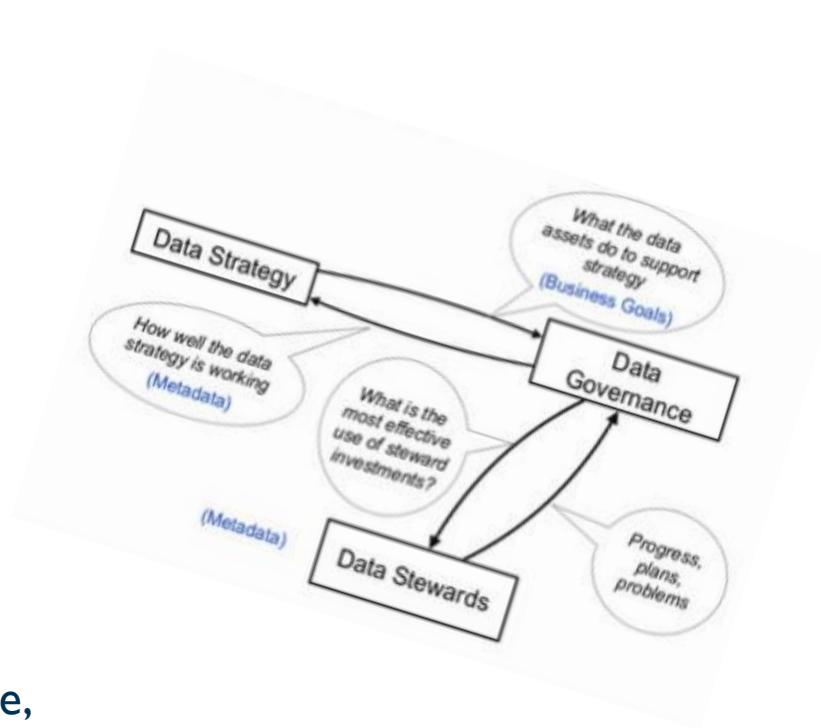 Data Strategy
What the data
assets do to support
strategy
(Business Goals)
How well the data
strategy is working
(Metadata)
Data
Governance
What is the
most effective
use of steward
investments?
(Metadata)
Data Stewards
Progress,
plans,
problems
e,